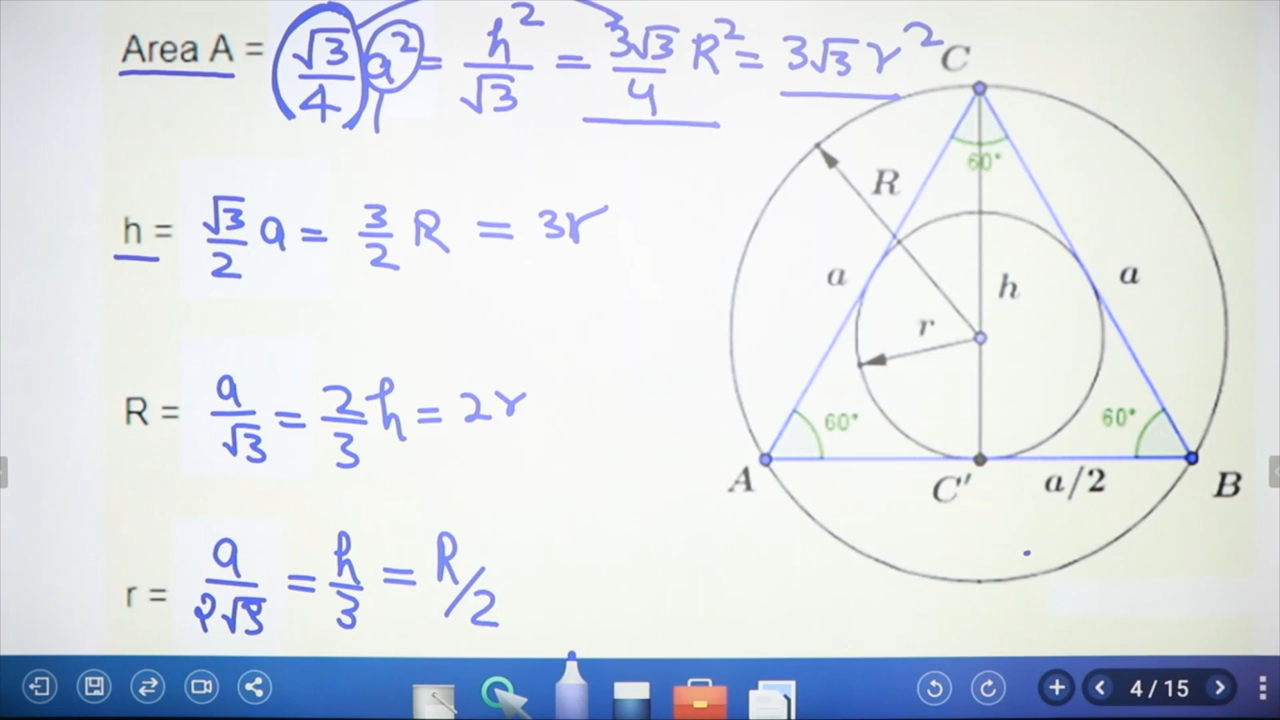 Area A = √3/4 a² = h²/√3 = 3√3/4 R² = 3√3 r²
h = √3/2 a = 3/2 R = 3r
R = a/√3 = 2/3 h = 2r
r = a/2√3 = h/3 = R/2
C
60°
R
a
h
a
r
60°
60°
A
C'
a/2
B
4 / 15